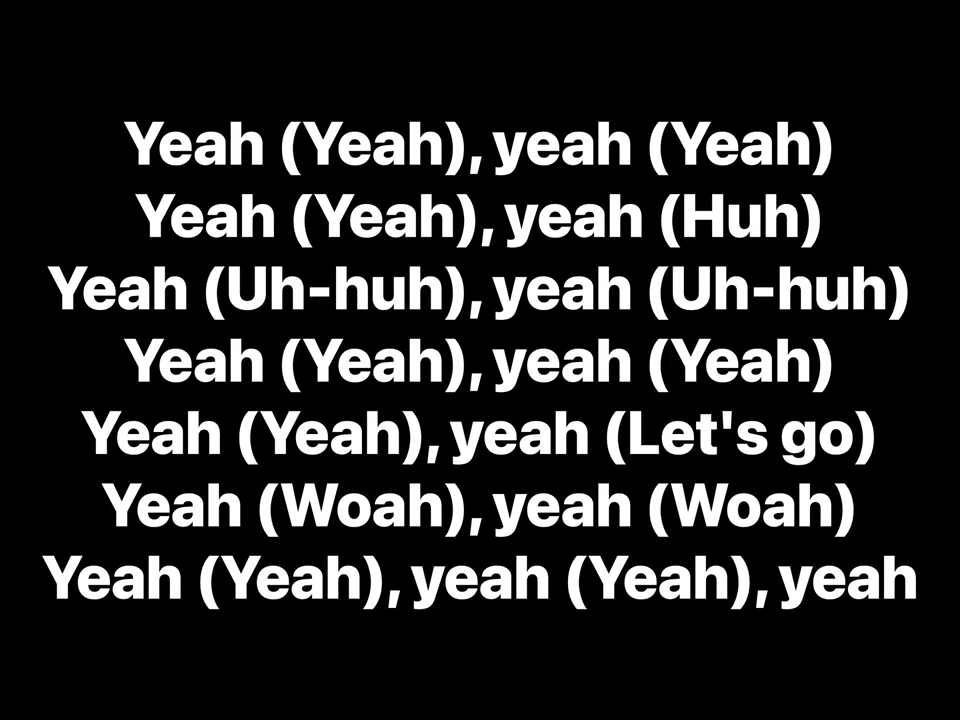 Yeah (Yeah), yeah (Yeah)
Yeah (Yeah), yeah (Huh)
Yeah (Uh-huh), yeah (Uh-huh)
Yeah (Yeah), yeah (Yeah)
Yeah (Yeah), yeah (Let's go)
Yeah (Woah), yeah (Woah)
Yeah (Yeah), yeah (Yeah), yeah